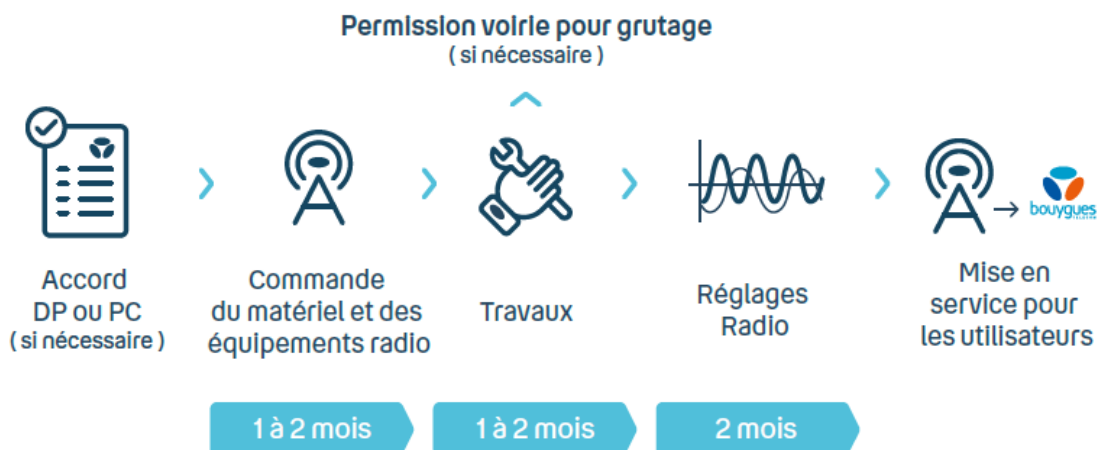 Permission voirie pour grutage
( si nécessaire )
bouygues
TELECOM
Accord
DP ou PC
( si nécessaire )
Commande
du matériel et des
équipements radio
Travaux
Réglages
Radio
Mise en
service pour
les utilisateurs
1 à 2 mois
1 à 2 mois
2 mois